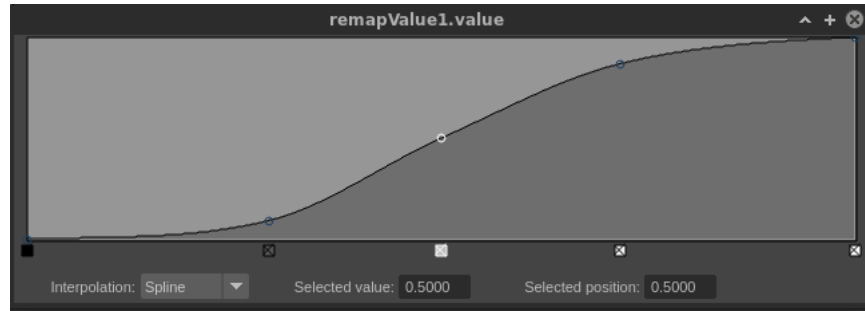 remapValue1.value
Interpolation: Spline Selected value: 0.5000 Selected position: 0.5000